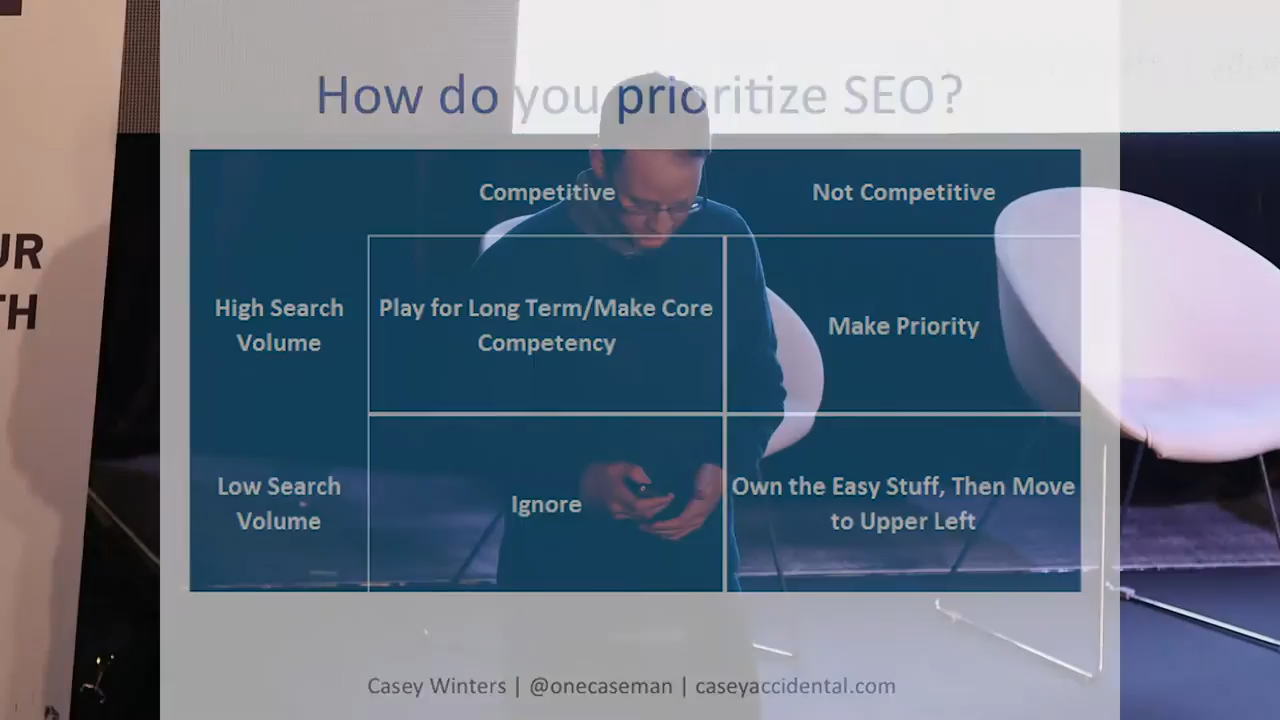 How do you prioritize SEO?
Competitive
Not Competitive
High Search
Volume
Play for Long Term/Make Core
Competency
Make Priority
Low Search
Volume
Ignore
Own the Easy Stuff, Then Move
to Upper Left
Casey Winters | @onecaseman | caseyaccidental.com
UR
TH